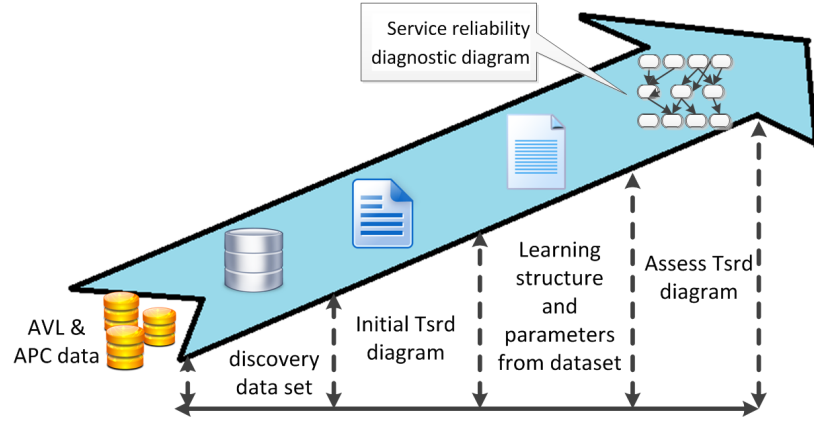 Service reliability
diagnostic diagram
AVL &
APC data
discovery
data set
Initial Tsrd
diagram
Learning
structure
and
parameters
from dataset
Assess Tsrd
diagram